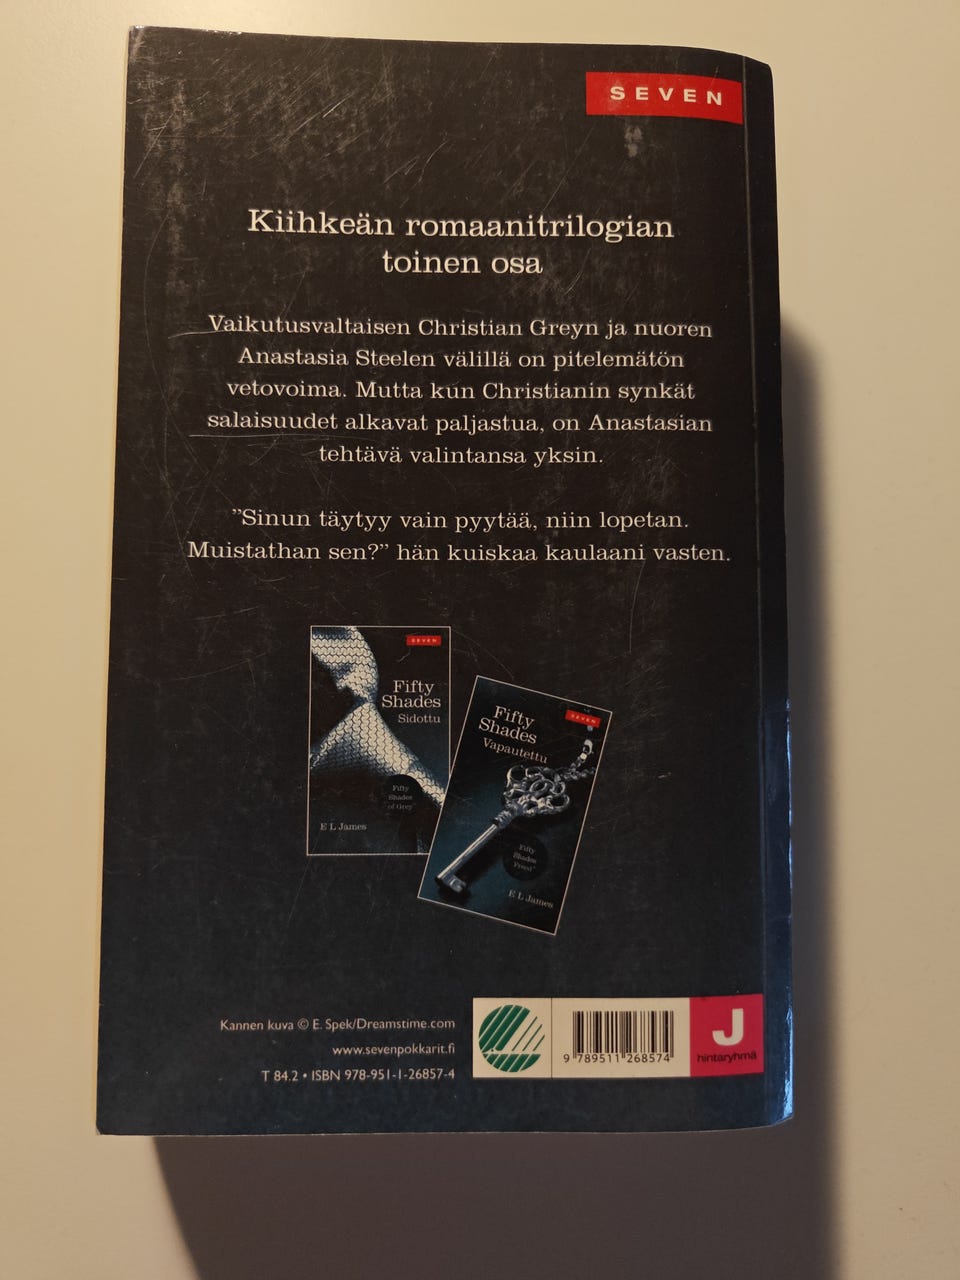 SEVEN
Kiihkeän romaanitrilogian
toinen osa
Vaikutusvaltaisen Christian Greyn ja nuoren
Anastasia Steelen välillä on pitelemätön
vetovoima. Mutta kun Christianin synkät
salaisuudet alkavat paljastua, on Anastasian
tehtävä valintansa yksin.
”Sinun täytyy vain pyytää, niin lopetan.
Muistathan sen?” hän kuiskaa kaulaani vasten.
SEVEN
Fifty
Shades
Sidottu
Fifty
Shades
of Grey
E L James
SEVEN
Fifty
Shades
Vapautettu
Fifty
Shades
Freed
E L James
Kannen kuva © E. Spek/Dreamstime.com
www.sevenpokkarit.fi
T 84.2 • ISBN 978-951-1-26857-4
9 789511 268574
J
hintaryhmä